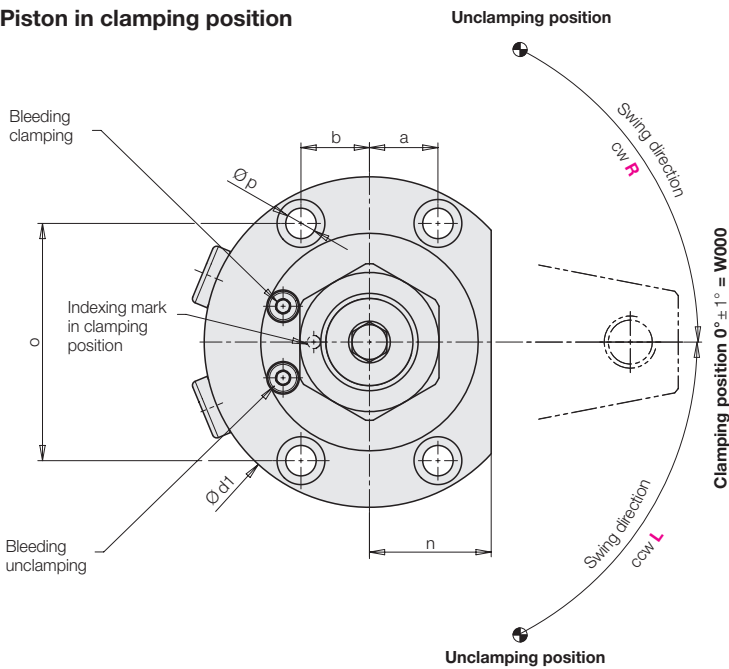 Piston in clamping position
Unclamping position
Bleeding
clamping
b
a
Ø p
Swing direction
cw R
Indexing mark
in clamping
position
o
Clamping position 0° ±1° = W000
Ø d1
n
Swing direction
ccw L
Bleeding
unclamping
Unclamping position